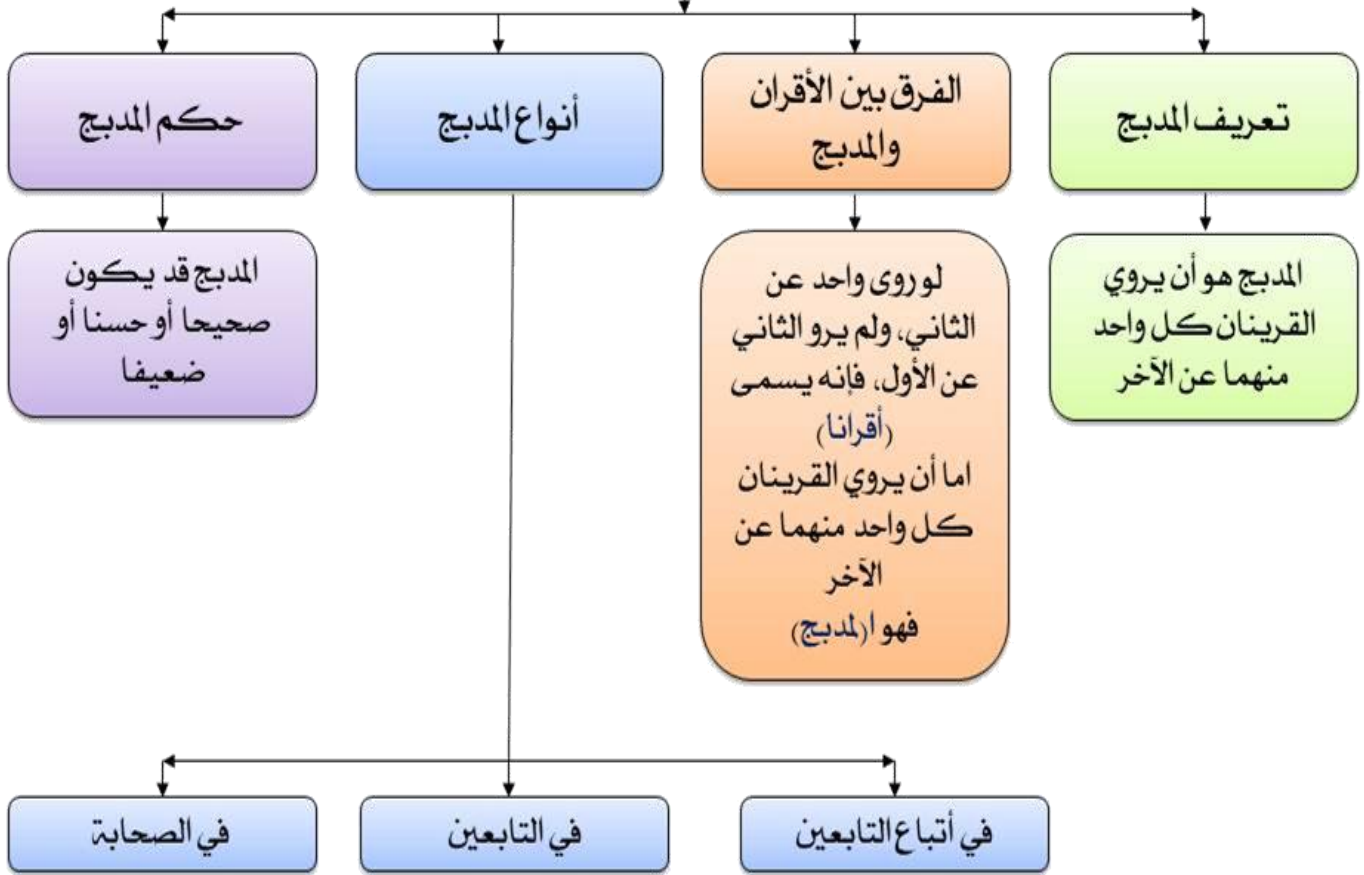 تعريف المدبج
الفرق بين الأقران
والمدبج
أنواع المدبج
حكم المدبج
المدبج هو أن يروي
القرينان كل واحد
منهما عن الآخر
لو روى واحد عن
الثاني، ولم يرو الثاني
عن الأول، فإنه يسمى
(أقرانا)
اما أن يروي القرينان
كل واحد منهما عن
الآخر
فهو ا(لمدبج)
المدبج قد يكون
صحيحا أو حسنا أو
ضعيفا
في أتباع التابعين
في التابعين
في الصحابة